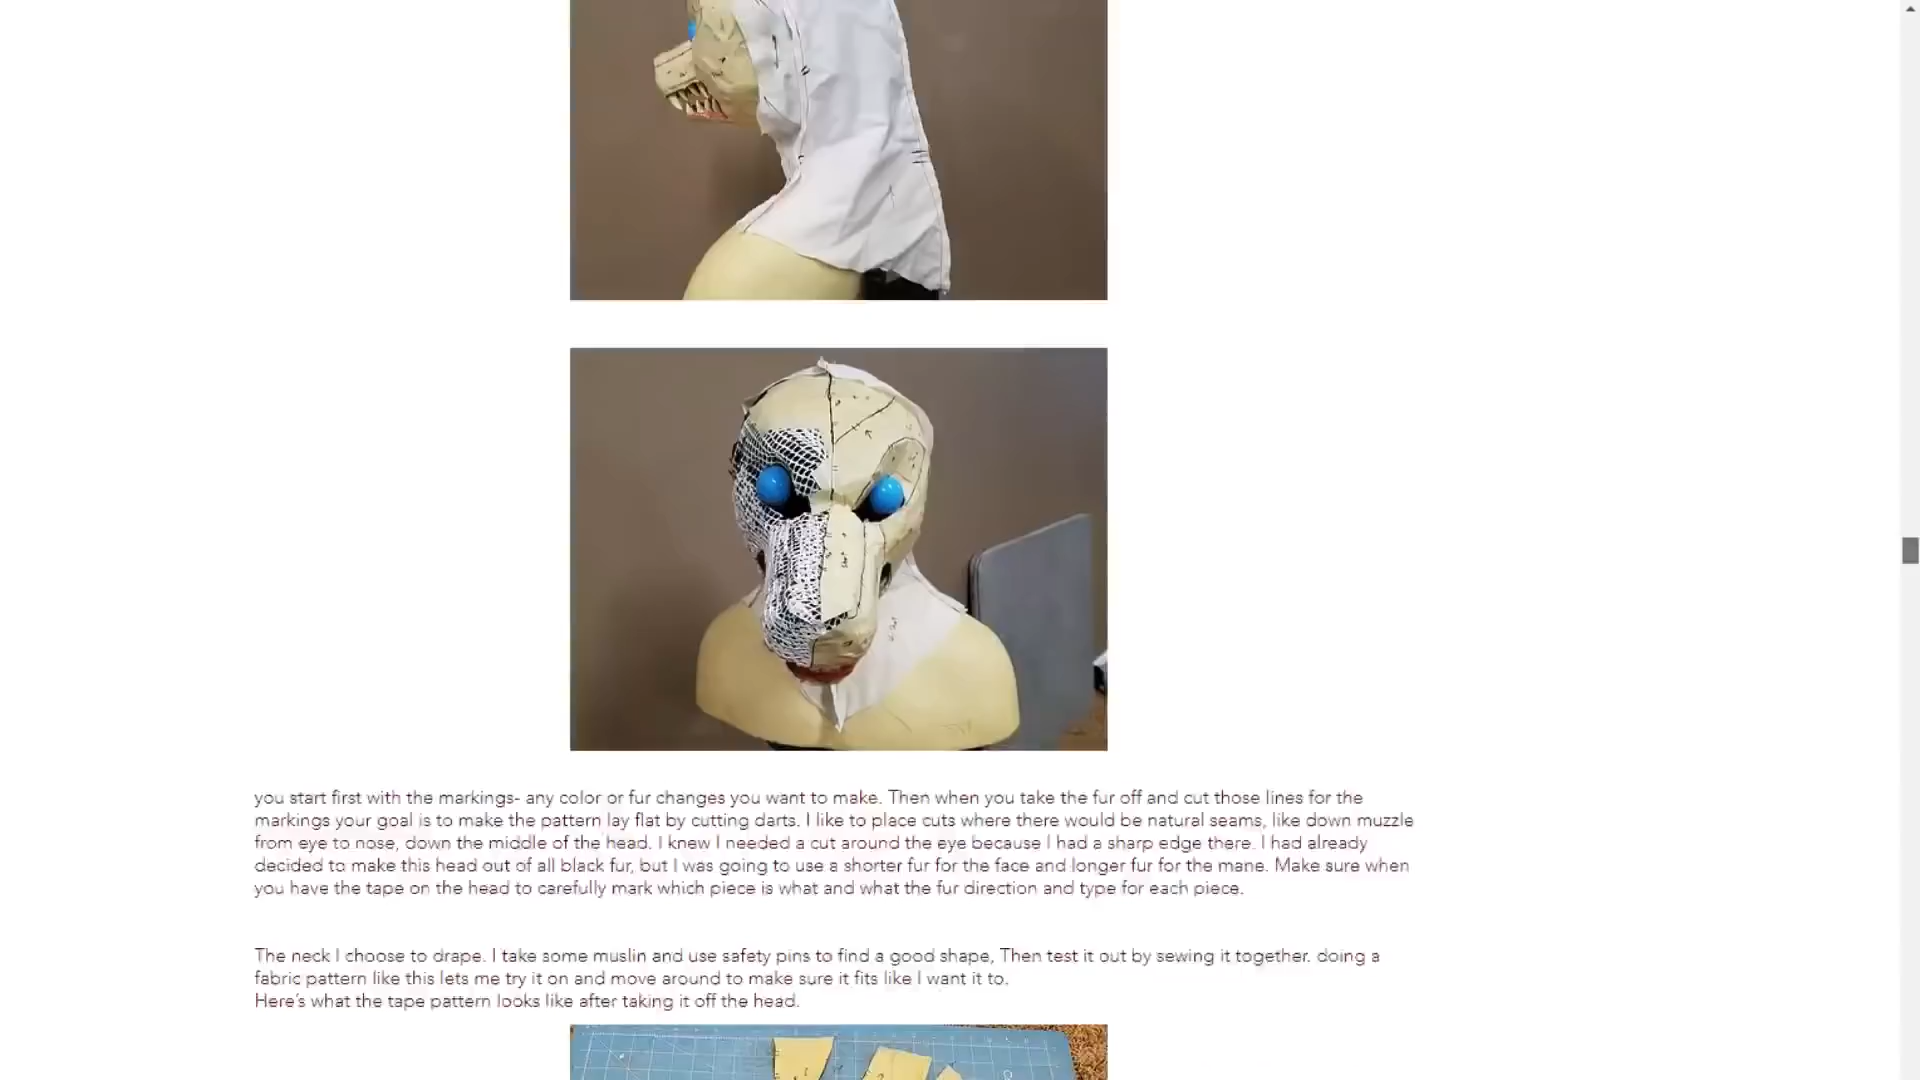 you start first with the markings- any color or fur changes you want to make. Then when you take the fur off and cut those lines for the
markings your goal is to make the pattern lay flat by cutting darts. I like to place cuts where there would be natural seams, like down muzzle
from eye to nose, down the middle of the head. I knew I needed a cut around the eye because I had a sharp edge there. I had already
decided to make this head out of all black fur, but I was going to use a shorter fur for the face and longer fur for the mane. Make sure when
you have the tape on the head to carefully mark which piece is what and what the fur direction and type for each piece.
The neck I choose to drape. I take some muslin and use safety pins to find a good shape, Then test it out by sewing it together. doing a
fabric pattern like this lets me try it on and move around to make sure it fits like I want it to.
Here's what the tape pattern looks like after taking it off the head.